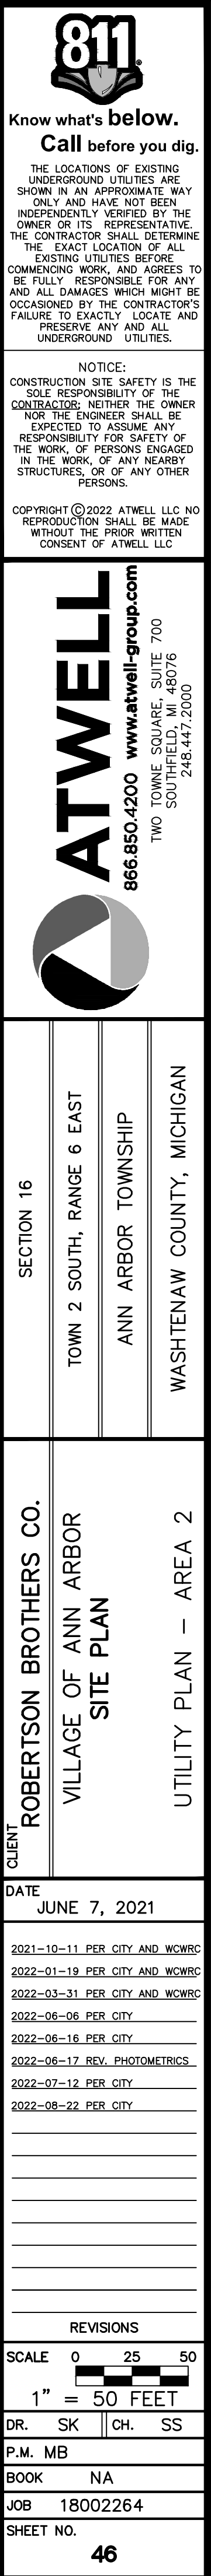 811
®
Know what's below.
Call before you dig.
THE LOCATIONS OF EXISTING
UNDERGROUND UTILITIES ARE
SHOWN IN AN APPROXIMATE WAY
ONLY AND HAVE NOT BEEN
INDEPENDENTLY VERIFIED BY THE
OWNER OR ITS REPRESENTATIVE.
THE CONTRACTOR SHALL DETERMINE
THE EXACT LOCATION OF ALL
EXISTING UTILITIES BEFORE
COMMENCING WORK, AND AGREES TO
BE FULLY RESPONSIBLE FOR ANY
AND ALL DAMAGES WHICH MIGHT BE
OCCASIONED BY THE CONTRACTOR'S
FAILURE TO EXACTLY LOCATE AND
PRESERVE ANY AND ALL
UNDERGROUND UTILITIES.
NOTICE:
CONSTRUCTION SITE SAFETY IS THE
SOLE RESPONSIBILITY OF THE
CONTRACTOR; NEITHER THE OWNER
NOR THE ENGINEER SHALL BE
EXPECTED TO ASSUME ANY
RESPONSIBILITY FOR SAFETY OF
THE WORK, OF PERSONS ENGAGED
IN THE WORK, OF ANY NEARBY
STRUCTURES, OR OF ANY OTHER
PERSONS.
COPYRIGHT © 2022 ATWELL LLC NO
REPRODUCTION SHALL BE MADE
WITHOUT THE PRIOR WRITTEN
CONSENT OF ATWELL LLC
ATWELL
866.850.4200 www.atwell-group.com
TWO TOWNE SQUARE, SUITE 700
SOUTHFIELD, MI 48076
248.447.2000
SECTION 16
TOWN 2 SOUTH, RANGE 6 EAST
ANN ARBOR TOWNSHIP
WASHTENAW COUNTY, MICHIGAN
CLIENT
ROBERTSON BROTHERS CO.
VILLAGE OF ANN ARBOR
SITE PLAN
UTILITY PLAN - AREA 2
DATE
JUNE 7, 2021
2021-10-11 PER CITY AND WCWRC
2022-01-19 PER CITY AND WCWRC
2022-03-31 PER CITY AND WCWRC
2022-06-06 PER CITY
2022-06-16 PER CITY
2022-06-17 REV. PHOTOMETRICS
2022-07-12 PER CITY
2022-08-22 PER CITY
REVISIONS
SCALE 0 25 50
1" = 50 FEET
DR. SK CH. SS
P.M. MB
BOOK NA
JOB 18002264
SHEET NO.
46